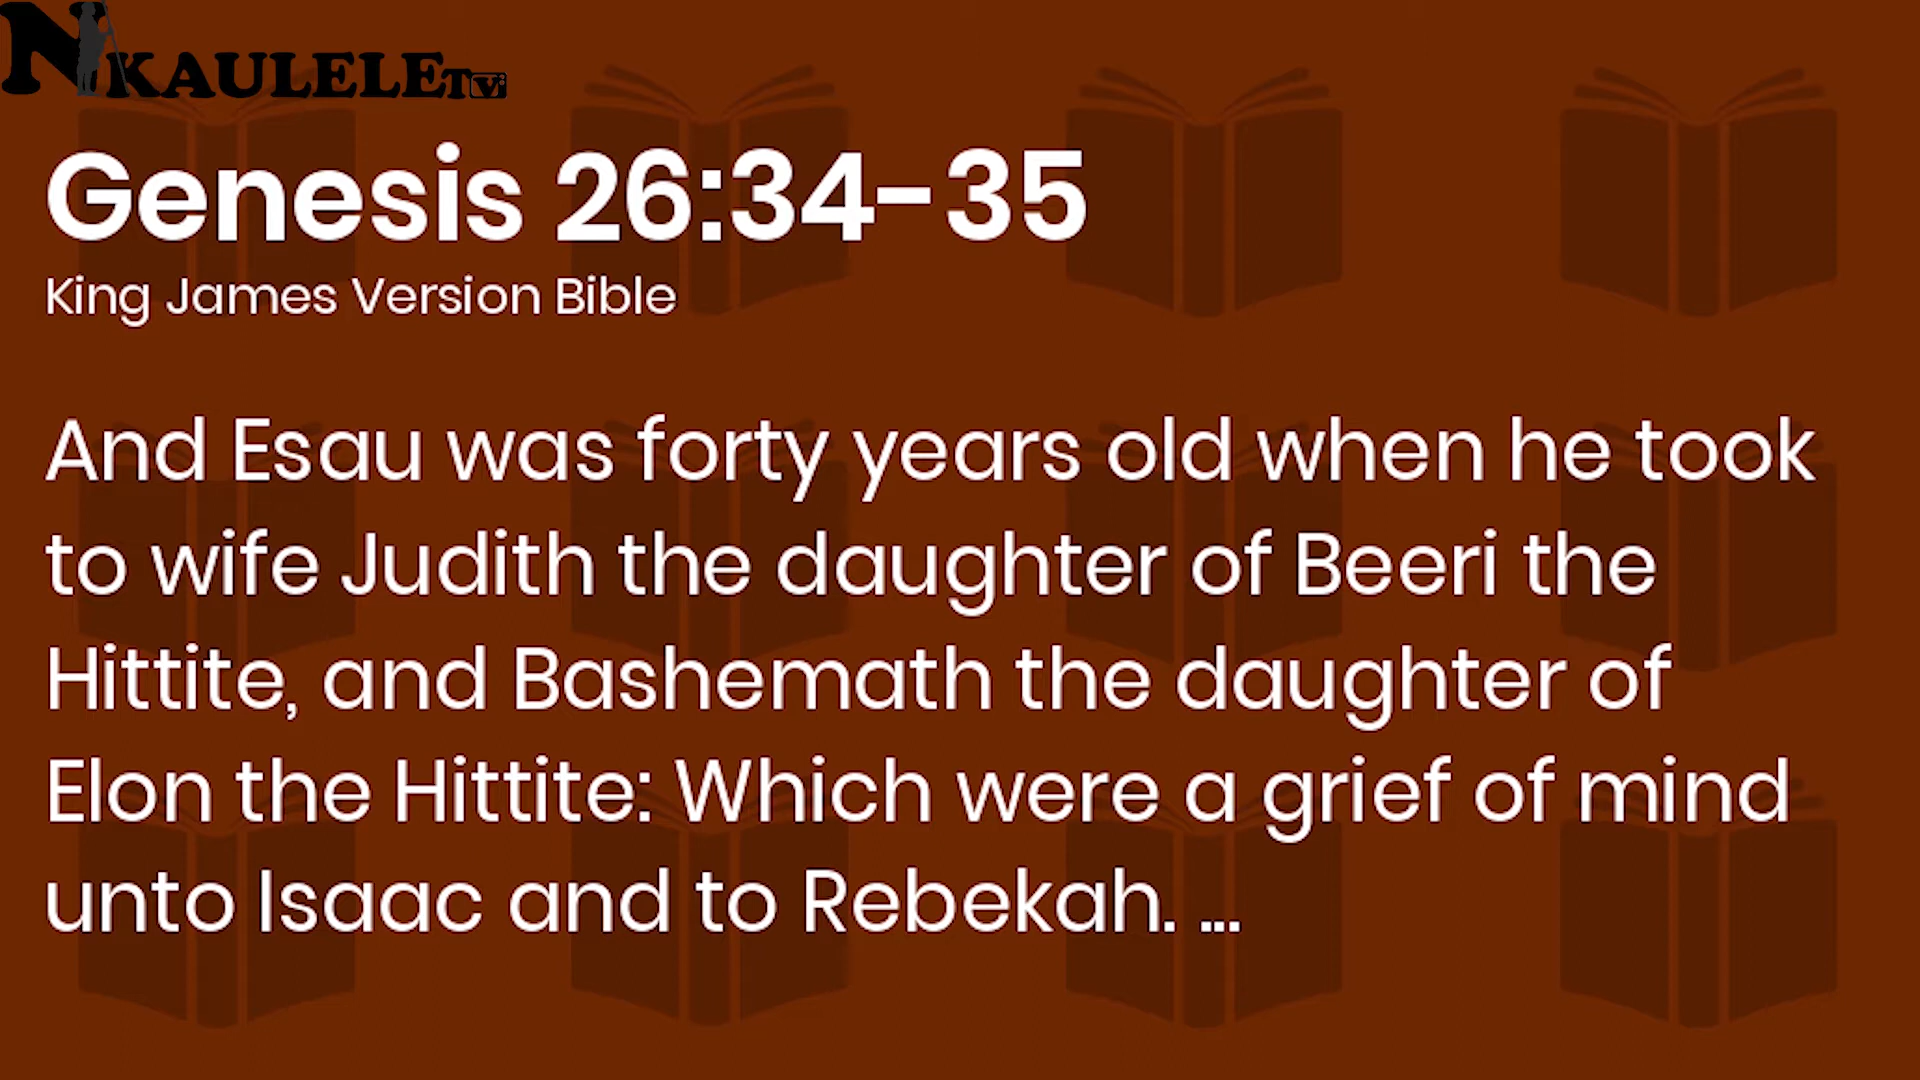 NKAULELE TV
Genesis 26:34-35
King James Version Bible
And Esau was forty years old when he took
to wife Judith the daughter of Beeri the
Hittite, and Bashemath the daughter of
Elon the Hittite: Which were a grief of mind
unto Isaac and to Rebekah. ...